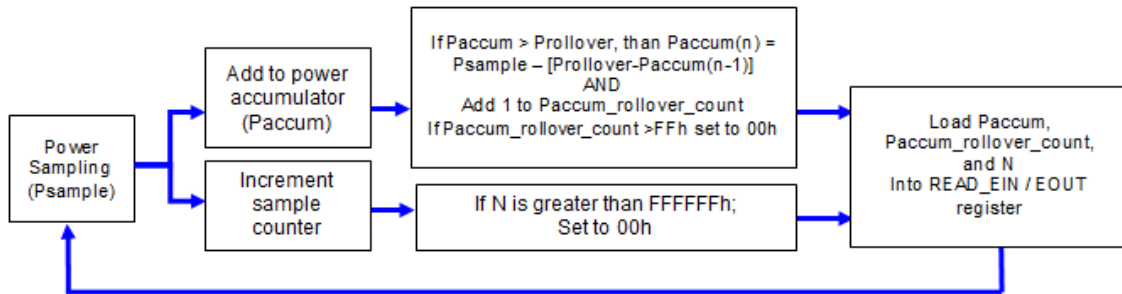 Power
Sampling
(Psample)
Add to power
accumulator
(Paccum)
If Paccum > Prollover, than Paccum(n) =
Psample – [Prollover-Paccum(n-1)]
AND
Add 1 to Paccum_rollover_count
If Paccum_rollover_count >FFh set to 00h
Increment
sample
counter
If N is greater than FFFFFFh;
Set to 00h
Load Paccum,
Paccum_rollover_count,
and N
Into READ_EIN / EOUT
register